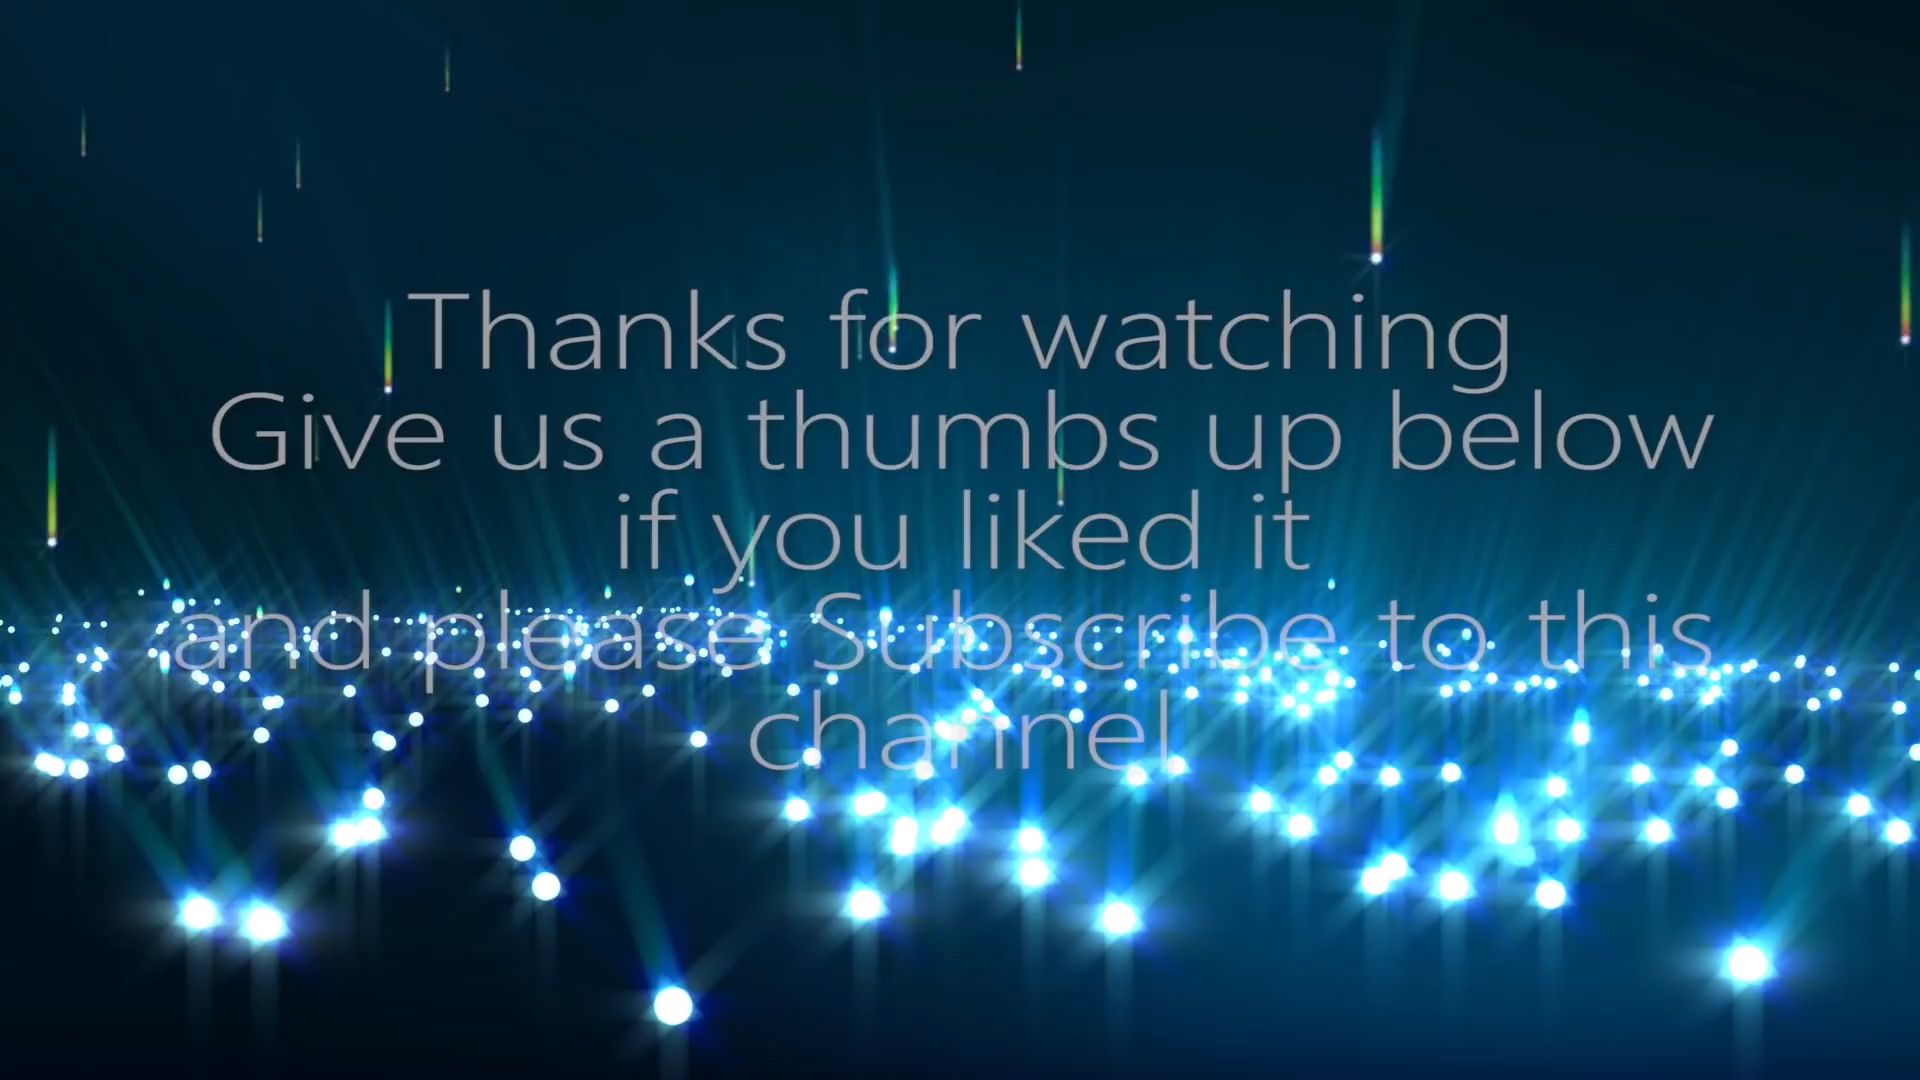 Thanks for watching
Give us a thumbs up below
if you liked it
and please Subscribe to this
channel